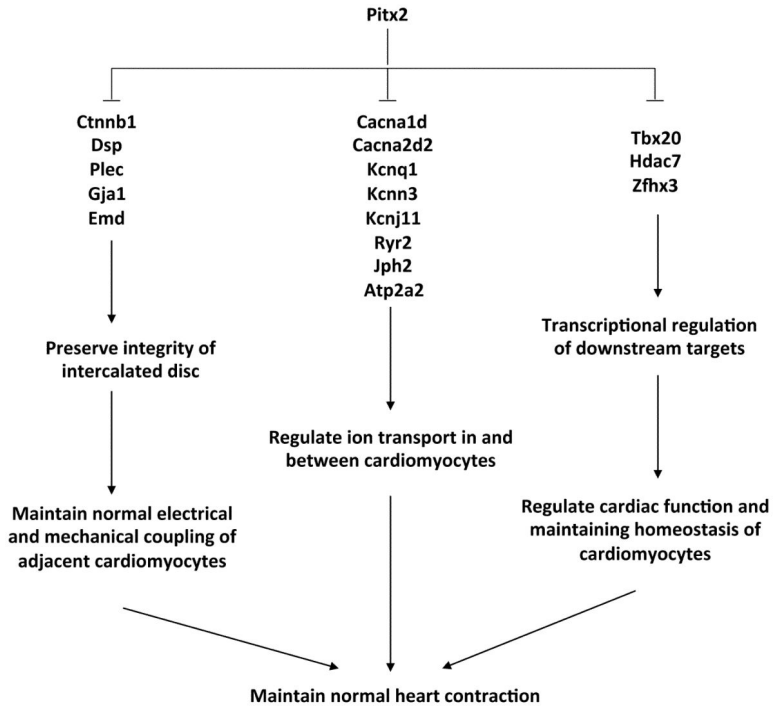 Pitx2
Ctnnb1
Dsp
Plec
Gja1
Emd
Cacna1d
Cacna2d2
Kcnq1
Kcnn3
Kcnj11
Ryr2
Jph2
Atp2a2
Tbx20
Hdac7
Zfhx3
Preserve integrity of
intercalated disc
Regulate ion transport in and
between cardiomyocytes
Transcriptional regulation
of downstream targets
Maintain normal electrical
and mechanical coupling of
adjacent cardiomyocytes
Regulate cardiac function and
maintaining homeostasis of
cardiomyocytes
Maintain normal heart contraction